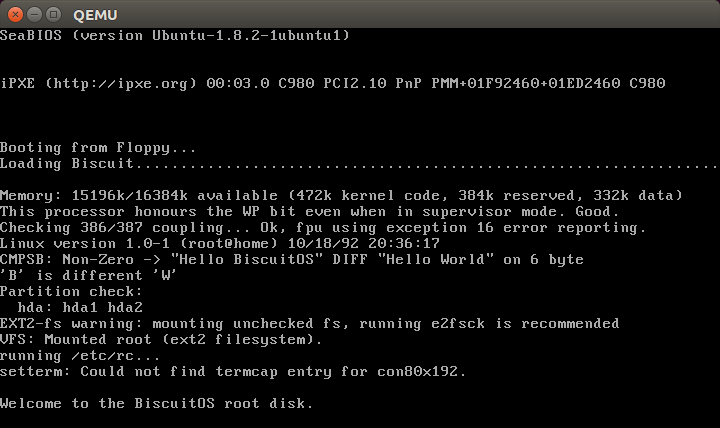 QEMU
SeaBIOS (version Ubuntu-1.8.2-1ubuntu1)
iPXE (http://ipxe.org) 00:03.0 C980 PCI2.10 PnP PMM+01F92460+01ED2460 C980
Booting from Floppy...
Loading Biscuit.........................................................................
Memory: 15196k/16384k available (472k kernel code, 384k reserved, 332k data)
This processor honours the WP bit even when in supervisor mode. Good.
Checking 386/387 coupling... Ok, fpu using exception 16 error reporting.
Linux version 1.0-1 (root@home) 10/18/92 20:36:17
CMPSB: Non-Zero -> "Hello BiscuitOS" DIFF "Hello World" on 6 byte
'B' is different 'W'
Partition check:
  hda: hda1 hda2
EXT2-fs warning: mounting unchecked fs, running e2fsck is recommended
VFS: Mounted root (ext2 filesystem).
running /etc/rc...
setterm: Could not find termcap entry for con80x192.
Welcome to the BiscuitOS root disk.